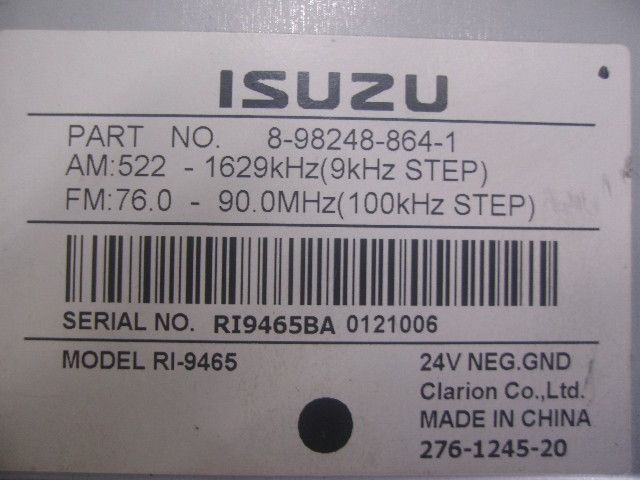 ISUZU
PART NO. 8-98248-864-1
AM:522 - 1629kHz(9kHz STEP)
FM:76.0 - 90.0MHz(100kHz STEP)
SERIAL NO. RI9465BA 0121006
MODEL RI-9465 24V NEG.GND
Clarion Co.,Ltd.
MADE IN CHINA
276-1245-20